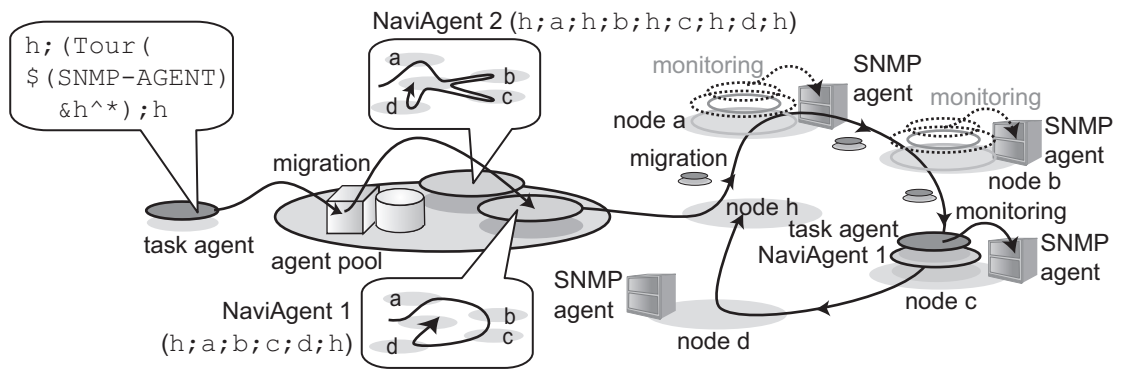 NaviAgent 2 (h;a;h;b;h;c;h;d;h)
h;(Tour(
$(SNMP-AGENT)
&h^*);h
a
b
c
d
migration
task agent
agent pool
NaviAgent 1
(h;a;b;c;d;h)
a
b
c
d
monitoring
SNMP
agent
node a
migration
monitoring
SNMP
agent
node b
node h
monitoring
task agent
NaviAgent 1
SNMP
agent
node c
SNMP
agent
node d